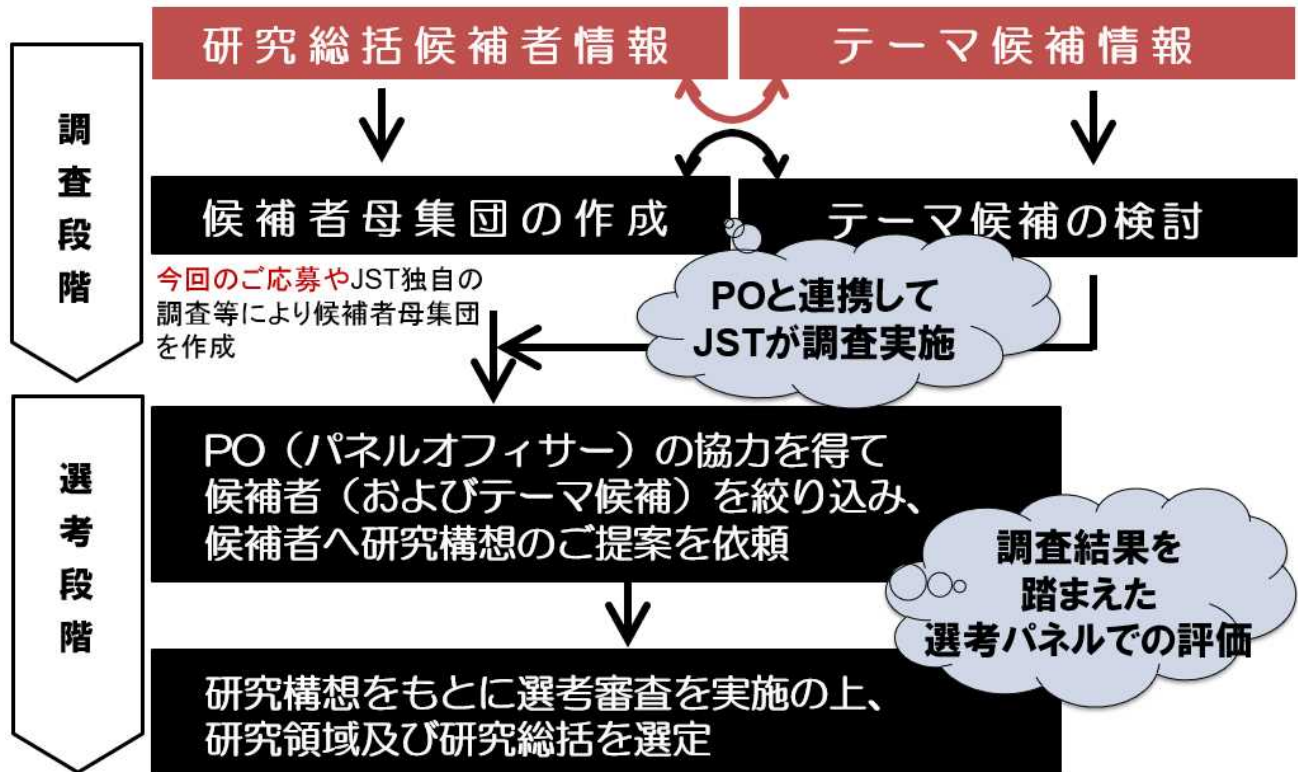 研究総括候補者情報
テーマ候補情報
調査段階
候補者母集団の作成
テーマ候補の検討
今回のご応募やJST独自の
調査等により候補者母集団
を作成
POと連携して
JSTが調査実施
選考段階
PO（パネルオフィサー）の協力を得て
候補者（およびテーマ候補）を絞り込み、
候補者へ研究構想のご提案を依頼
調査結果を
踏まえた
選考パネルでの評価
研究構想をもとに選考審査を実施の上、
研究領域及び研究総括を選定